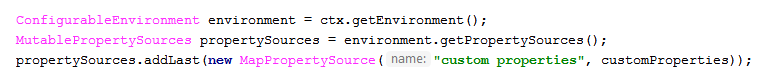 ConfigurableEnvironment environment = ctx.getEnvironment();
MutablePropertySources propertySources = environment.getPropertySources();
propertySources.addLast(new MapPropertySource( name: "custom properties", customProperties));